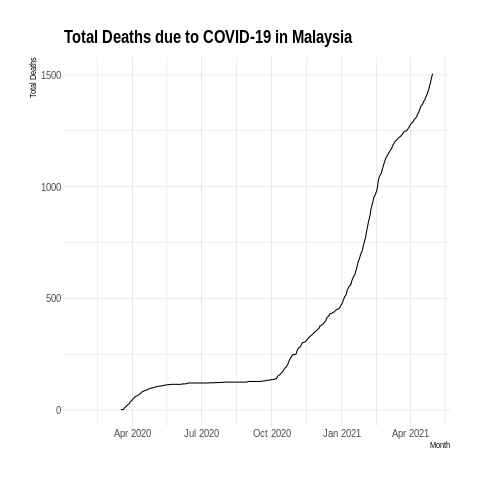 Total Deaths due to COVID-19 in Malaysia
Total Deaths
1500
1000
500
0
Apr 2020 Jul 2020 Oct 2020 Jan 2021 Apr 2021
Month